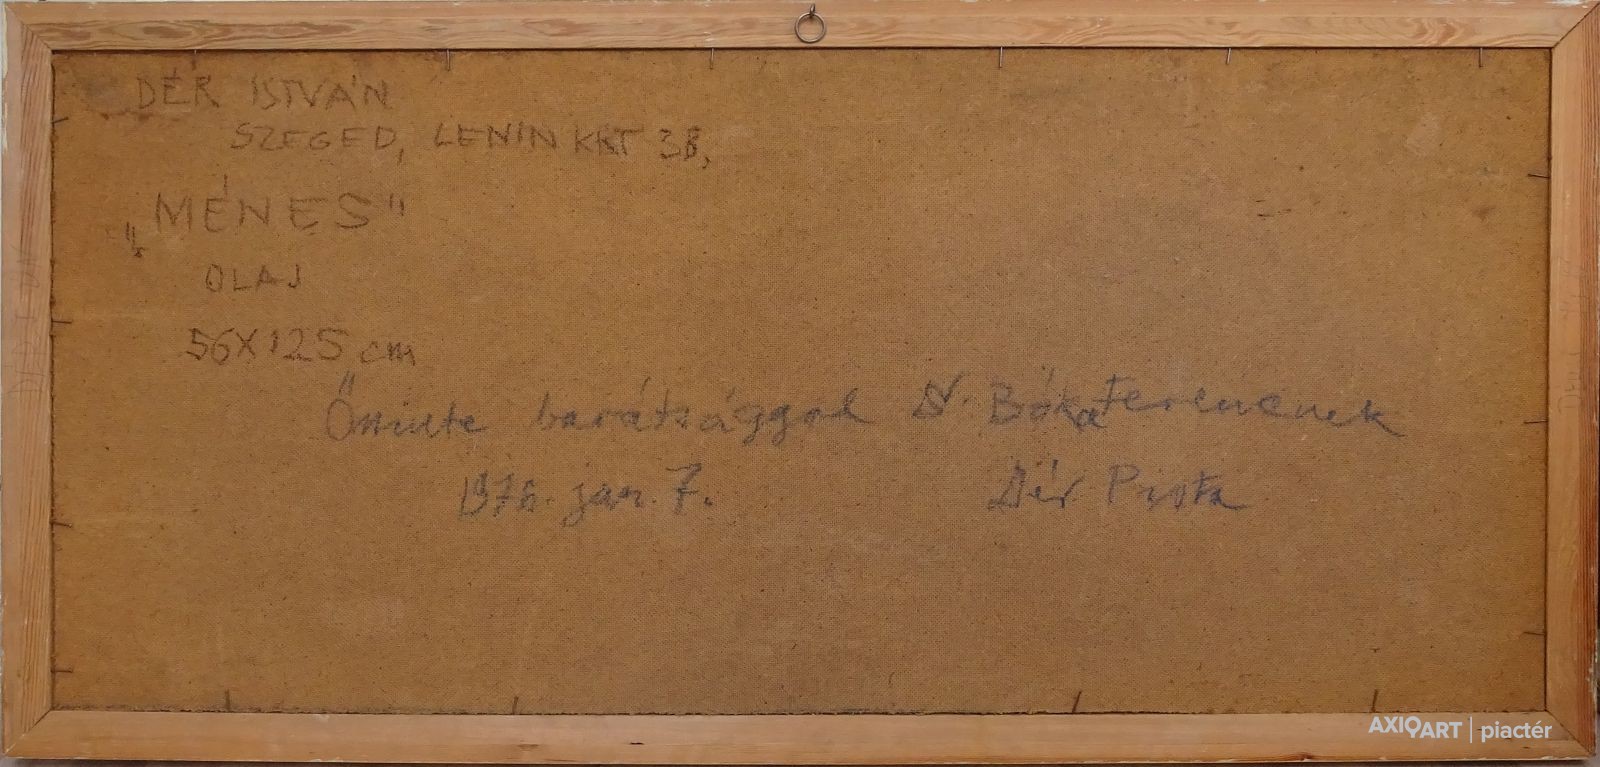 DÉR ISTVÁN
SZEGED, LENIN KRT 38,
„MÉNES"
OLAJ
56X125 cm
Őszinte barátsággal Dr. Bóka Ferencnek
1976. jan. 7. Dér Pista
AXIOART | piactér